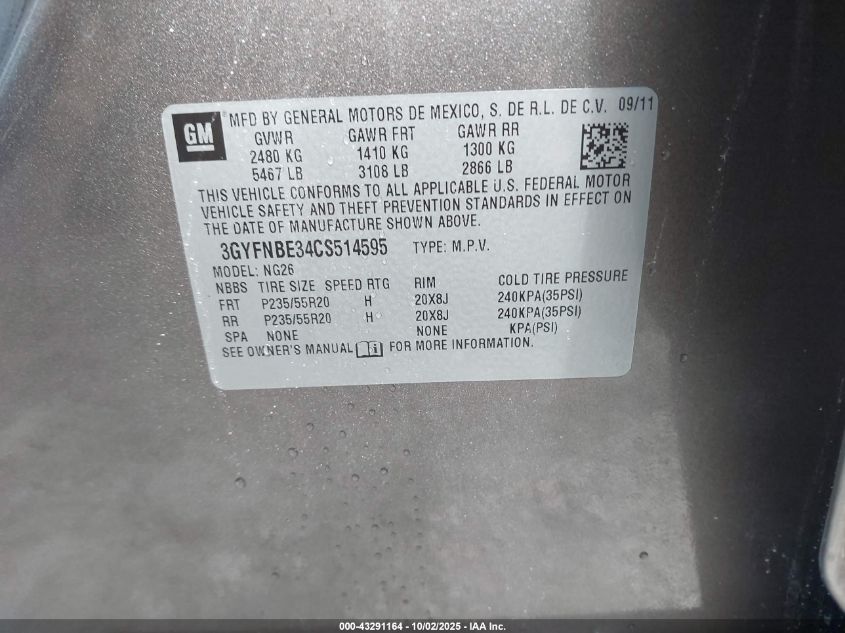 GM
MFD BY GENERAL MOTORS DE MEXICO, S. DE R.L. DE C.V. 09/11
GVWR GAWR FRT GAWR RR
2480 KG 1410 KG 1300 KG
5467 LB 3108 LB 2866 LB
THIS VEHICLE CONFORMS TO ALL APPLICABLE U.S. FEDERAL MOTOR
VEHICLE SAFETY AND THEFT PREVENTION STANDARDS IN EFFECT ON
THE DATE OF MANUFACTURE SHOWN ABOVE.
3GYFNBE34CS514595 TYPE: M.P.V.
MODEL: NG26
NBBS TIRE SIZE SPEED RTG RIM COLD TIRE PRESSURE
FRT P235/55R20 H 20X8J 240KPA(35PSI)
RR P235/55R20 H 20X8J 240KPA(35PSI)
SPA NONE NONE KPA(PSI)
SEE OWNER'S MANUAL FOR MORE INFORMATION.
000-43291164 - 10/02/2025 - IAA Inc.